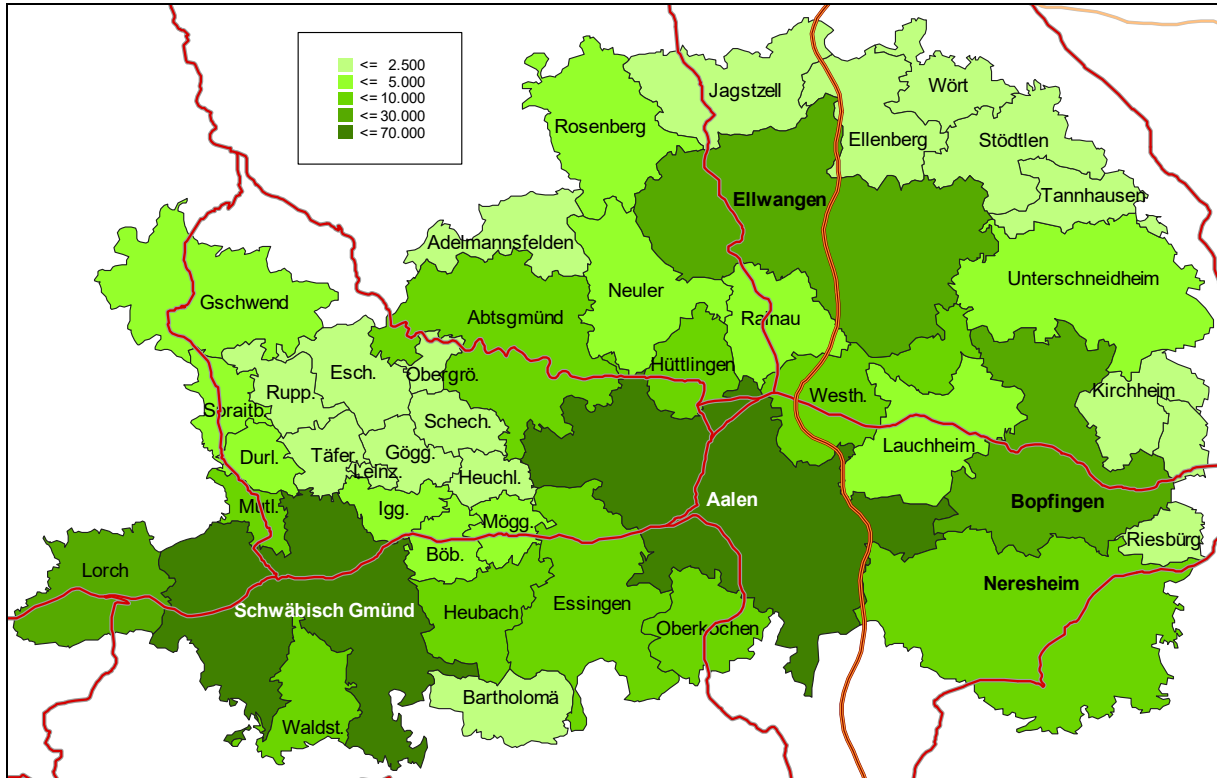 <= 2.500
<= 5.000
<= 10.000
<= 30.000
<= 70.000
Jagstzell
Wört
Rosenberg
Ellenberg
Stödtlen
Tannhausen
Ellwangen
Adelmannsfelden
Unterschneidheim
Neuler
Gschwend
Abtsgmünd
Rainau
Hüttlingen
Esch.
Obergrö.
Rupp.
Kirchheim
Westh.
Spraitb.
Schech.
Lauchheim
Durl.
Täfer.
Gögg.
Leinz.
Heuchl.
Aalen
Bopfingen
Mutl.
Igg.
Mögg.
Riesbürg
Böb.
Lorch
Neresheim
Schwäbisch Gmünd
Heubach
Essingen
Oberkochen
Bartholomä
Waldst.